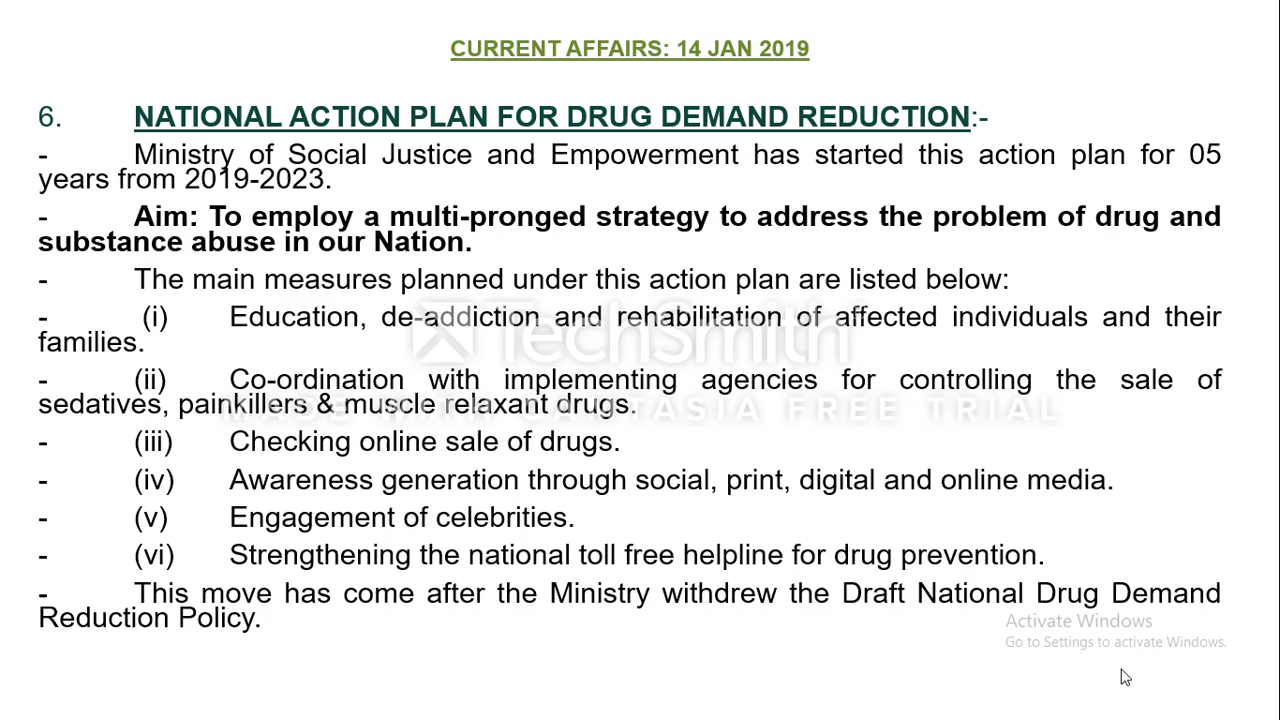 CURRENT AFFAIRS: 14 JAN 2019
6. NATIONAL ACTION PLAN FOR DRUG DEMAND REDUCTION:-
- Ministry of Social Justice and Empowerment has started this action plan for 05
years from 2019-2023.
- Aim: To employ a multi-pronged strategy to address the problem of drug and
substance abuse in our Nation.
- The main measures planned under this action plan are listed below:
- (i) Education, de-addiction and rehabilitation of affected individuals and their
families.
TechSmith
- (ii) Co-ordination with implementing agencies for controlling the sale of
sedatives, painkillers & muscle relaxant drugs.
MADE WITH CAMTASIA FREE TRIAL
- (iii) Checking online sale of drugs.
- (iv) Awareness generation through social, print, digital and online media.
- (v) Engagement of celebrities.
- (vi) Strengthening the national toll free helpline for drug prevention.
- This move has come after the Ministry withdrew the Draft National Drug Demand
Reduction Policy.
Activate Windows
Go to Settings to activate Windows.